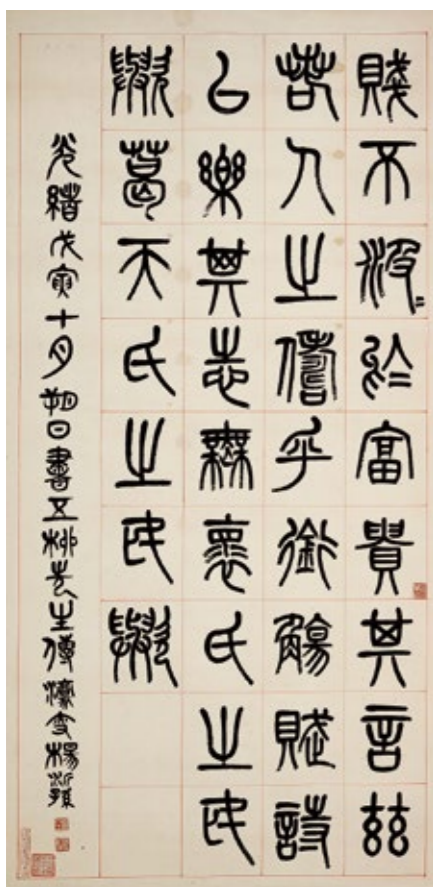 賤不汲〻於富貴其言茲
若人之儔乎銜觴賦詩
以樂其志無褱氏之民
歟葛天氏之民歟
光緒戊寅十月朔日書五柳先生傳濠叟楊沂孫